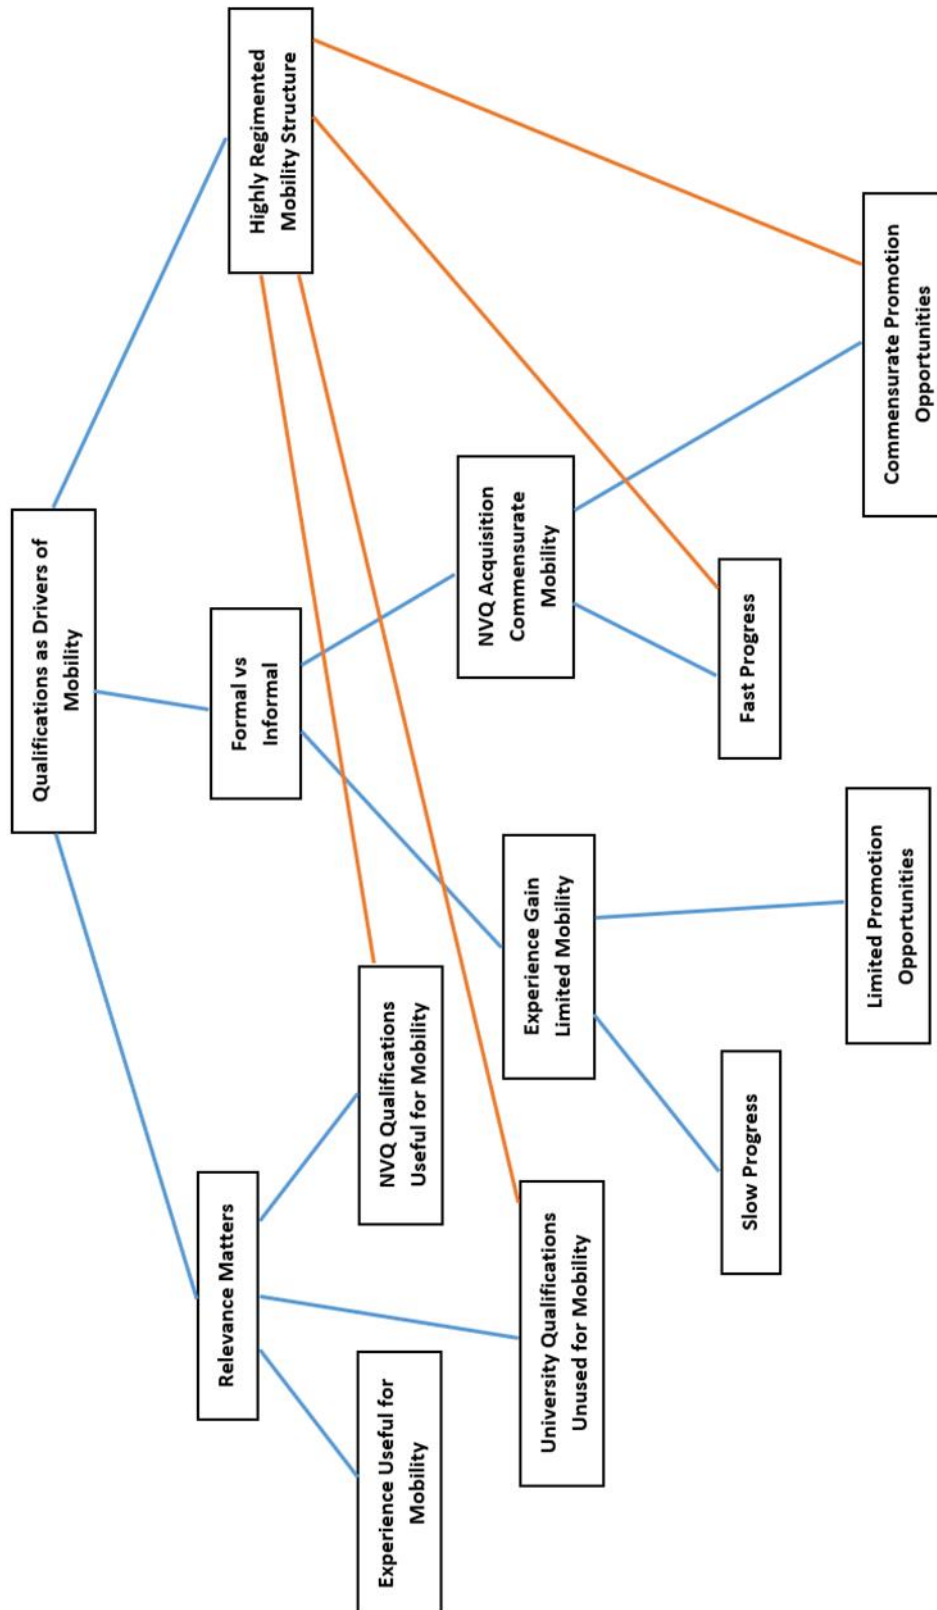 Qualifications as Drivers of
Mobility
Relevance Matters
Formal vs
Informal
Highly Regimented
Mobility Structure
Experience Useful for
Mobility
NVQ Qualifications
Useful for Mobility
University Qualifications
Unused for Mobility
Experience Gain
Limited Mobility
NVQ Acquisition
Commensurate
Mobility
Slow Progress
Fast Progress
Limited Promotion
Opportunities
Commensurate Promotion
Opportunities